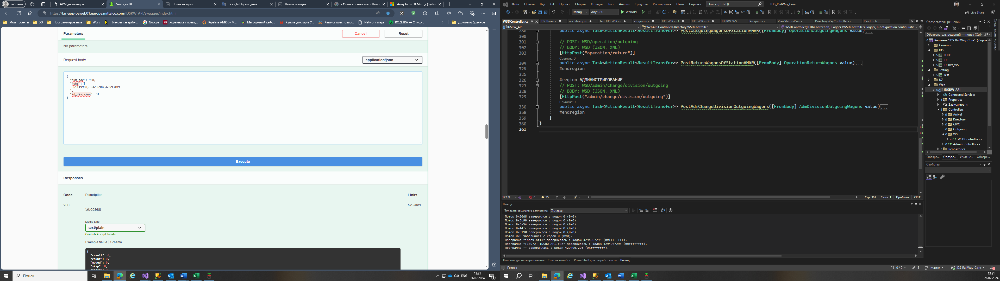 Рабочий
АРМ диспетчера
Swagger UI
Новая вкладка
Google Переводчик
Новая вкладка
c# поиск в массиве - Поис
Array.IndexOf Метод (System
https://krr-app-paweb01.europe.mittalco.com/IDSRW_API/swagger/index.html
Мои проекты
УЗ
Программирование
Work
Планові і аварійні...
Google
Украинская правд...
Pipeline AMKR - M...
Методичний кейс...
Купить доллар в У...
Каталог всех товар...
Network maps
ROZETKA — Списо...
Другое избранное
Parameters
Cancel
Reset
No parameters
Request body
application/json
{
"num_doc": 908,
"nums": [
61119988, 64236987,63993109
],
"id_division": 31
}
Execute
Responses
Code
Description
Links
200
Success
No links
Media type
text/plain
Controls Accept header.
Example Value
Schema
{
"result": 0,
"count": 0,
"moved": 0,
"skip": 0,
Поиск
ENG
13:21
26.07.2024
Файл
Правка
Вид
Git
Проект
Сборка
Отладка
Тест
Анализ
Средства
Расширения
Окно
Справка
Поиск (Ctrl+Q)
IDS_RailWay_Core
Debug
Any CPU
WebAPI
Live Share
WSDController.cs
IDS_Base.cs
wir_library.cs
Test_IDS_WIR.cs
Program.cs
IDS_WIR.cs:1
IDS_WIR.cs:2
IDSRW_WS
Program.cs
ViewStatusWay.cs
DirectoryWayController.cs
Readmi.txt
IDSRW_API
WebAPI.Controllers.Directory.WSDController
WSDController(EFDbContext db, ILogger<WSDController> logger, IConfiguration configuratio
public async Task<ActionResult<ResultTransfer>> PostOutgoingWagonsOfStationAMKR([FromBody] OperationOutgoingWagons value)...
300
301 // POST: WSD/operation/outgoing
302 // BODY: WSD (JSON, XML)
303 [HttpPost("operation/return")]
Ссылок: 0
304 public async Task<ActionResult<ResultTransfer>> PostReturnWagonsOfStationAMKR([FromBody] OperationReturnWagons value)...
324 #endregion
325
326 #region АДМИНИСТРИРОВАНИЕ
327 // POST: WSD/admin/change/division/outgoing
328 // BODY: WSD (JSON, XML)
329 [HttpPost("admin/change/division/outgoing")]
Ссылок: 0
330 public async Task<ActionResult<ResultTransfer>> PostAdmChangeDivisionOutgoingWagons([FromBody] AdmDivisionOutgoingWagons value)...
358 #endregion
359 }
360 }
361
127 %
0
25
Стр: 361
Симв: 1
Пробелы
CRLF
Вывод
Показать выходные данные из:
Отладка
Поток 0x60d8 завершился с кодом 0 (0x0).
Поток 0x5c90 завершился с кодом 0 (0x0).
Поток 0x6a54 завершился с кодом 0 (0x0).
Поток 0x44fc завершился с кодом 0 (0x0).
Поток 0x6190 завершился с кодом 0 (0x0).
Поток 0x0 завершился с кодом 0 (0x0).
Программа "index.html" завершилась с кодом 4294967295 (0xffffffff).
Программа "[16972] IDSRW_API.exe" завершилась с кодом 4294967295 (0xffffffff).
Программа "" завершилась с кодом 4294967295 (0xffffffff).
Консоль диспетчера пакетов
Список ошибок
PowerShell для разработчиков
Вывод
Готово
0 / 0
5
master
IDS_RailWay_Core
Обозреватель решений
Обозреватель решений — поиск (Ctrl+
Решение "IDS_RailWay_Core" (7 прое
Common
IDS
EFIDS
IDS
IDSRW_WS
Testing
Test
UZ
Web
IDSRW_API
Connected Services
Properties
Зависимости
Controllers
Arrival
Directory
GIVC
Outgoing
WS
WSDController.cs
AdminController.cs
Repositories
Обозре...
Обозре...
Измене...
Обозре...
Свойства
Средства диагностики
13:21
26.07.2024